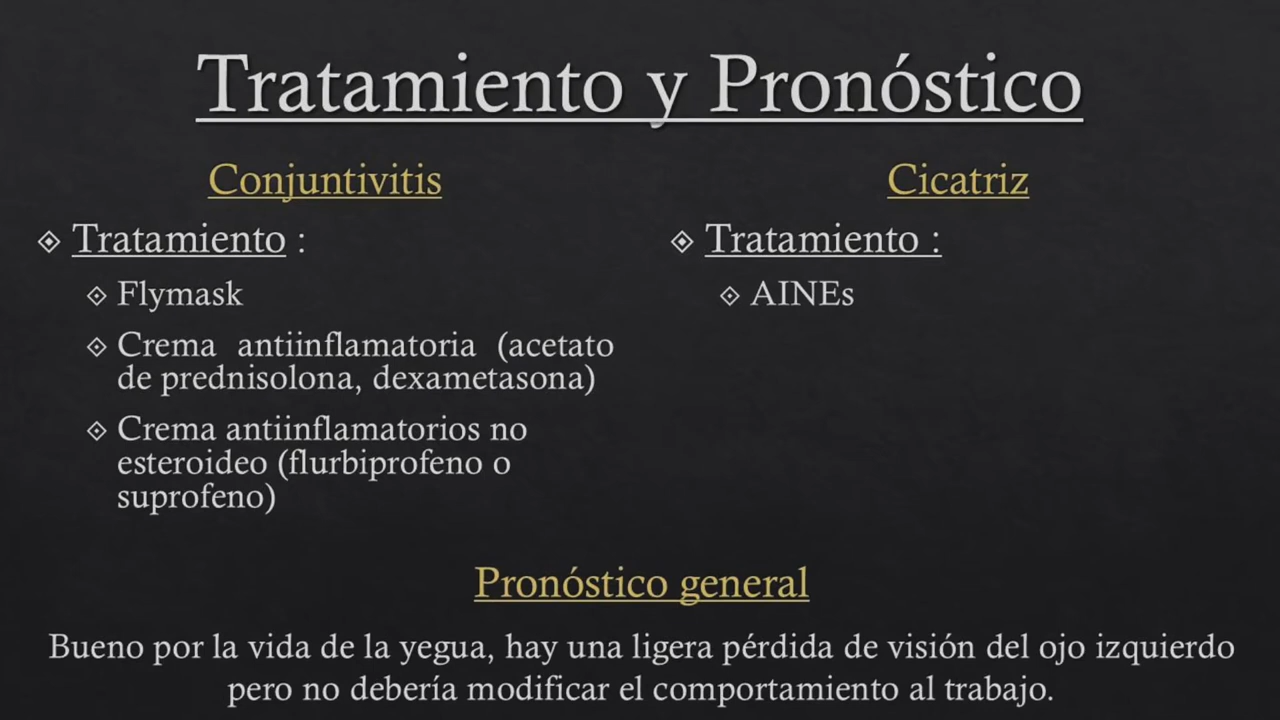 Tratamiento y Pronóstico
Conjuntivitis
Tratamiento :
Flymask
Crema antiinflamatoria (acetato
de prednisolona, dexametasona)
Crema antiinflamatorios no
esteroideo (flurbiprofeno o
suprofeno)
Cicatriz
Tratamiento :
AINEs
Pronóstico general
Bueno por la vida de la yegua, hay una ligera pérdida de visión del ojo izquierdo
pero no debería modificar el comportamiento al trabajo.